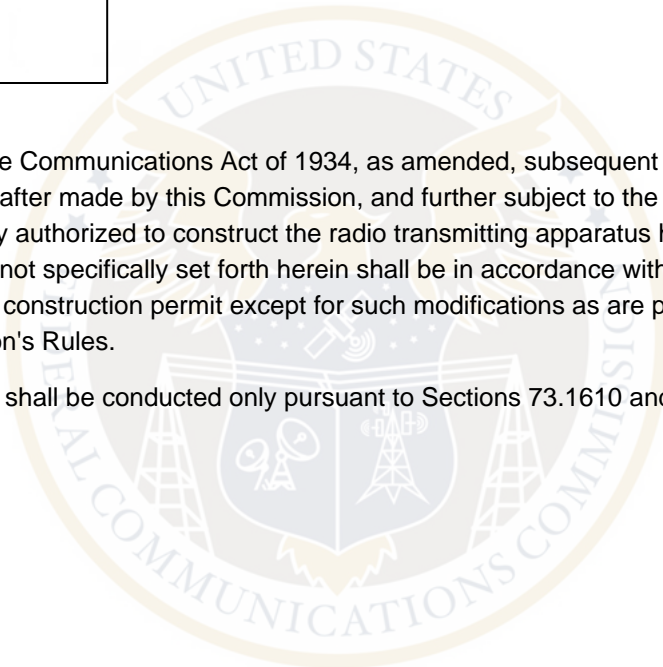 e Communications Act of 1934, as amended, subsequent
after made by this Commission, and further subject to the
y authorized to construct the radio transmitting apparatus
not specifically set forth herein shall be in accordance with
construction permit except for such modifications as are p
on's Rules.
shall be conducted only pursuant to Sections 73.1610 and
UNITED STATES
FEDERAL COMMUNICATIONS COMMISSION